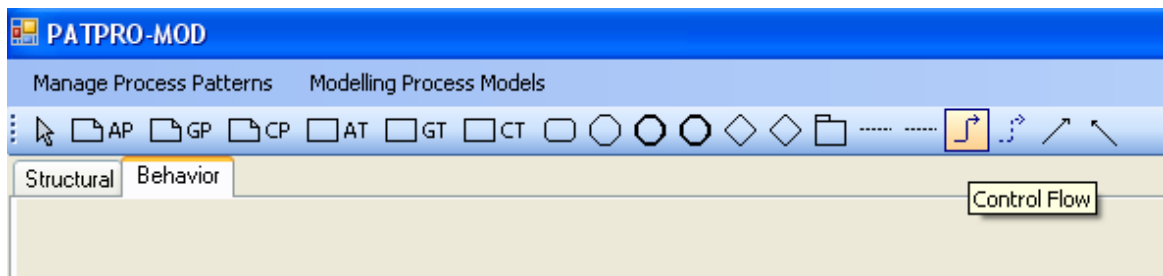 PATPRO-MOD
Manage Process Patterns Modelling Process Models
AP GP CP AT GT CT
Structural Behavior
Control Flow